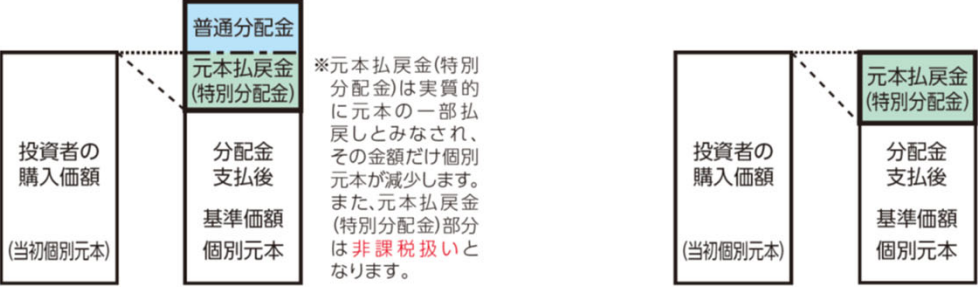 普通分配金
元本払戻金
(特別分配金)
投資者の
購入価額
(当初個別元本)
分配金
支払後
基準価額
個別元本
※元本払戻金(特別
分配金)は実質的
に元本の一部払
戻しとみなされ、
その金額だけ個別
元本が減少します。
また、元本払戻金
(特別分配金)部分
は非課税扱いと
なります。
投資者の
購入価額
(当初個別元本)
元本払戻金
(特別分配金)
分配金
支払後
基準価額
個別元本